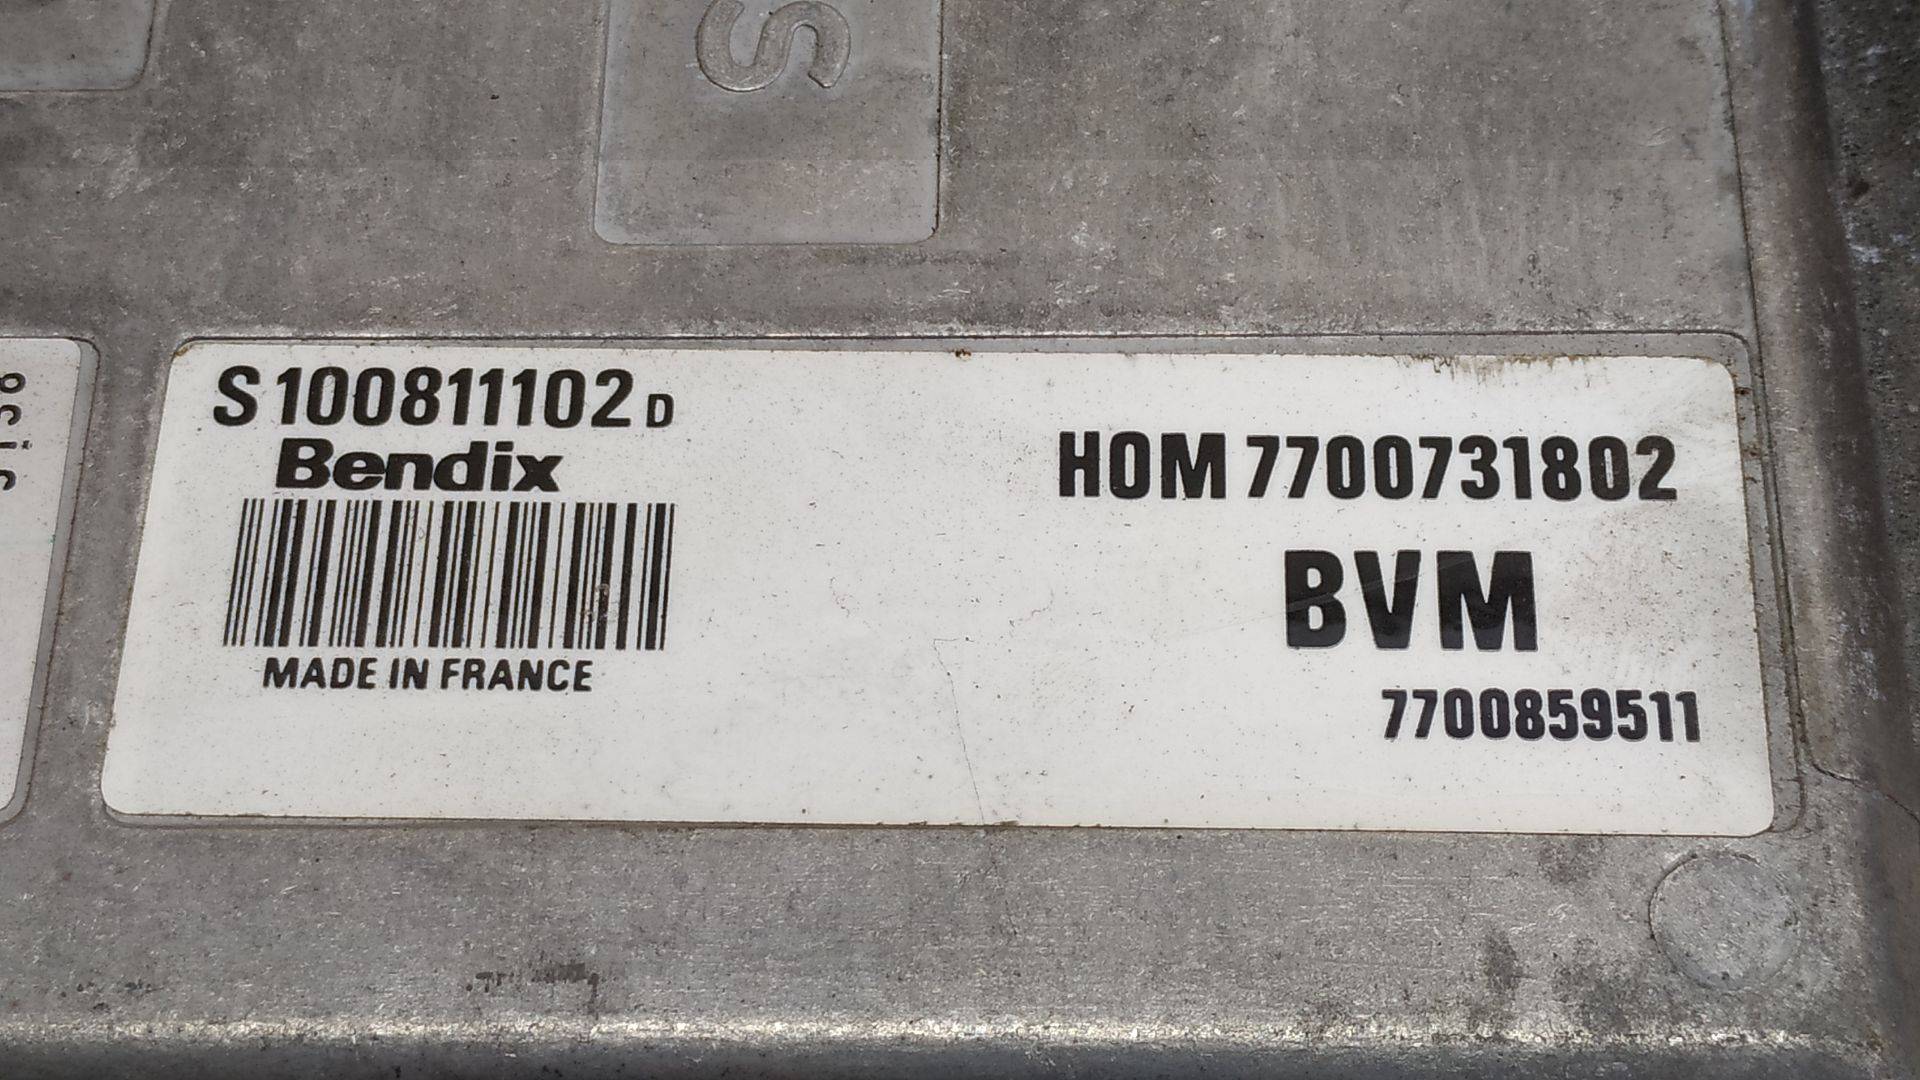 S
S100811102 D
Bendix
MADE IN FRANCE
HOM 7700731802
BVM
7700859511